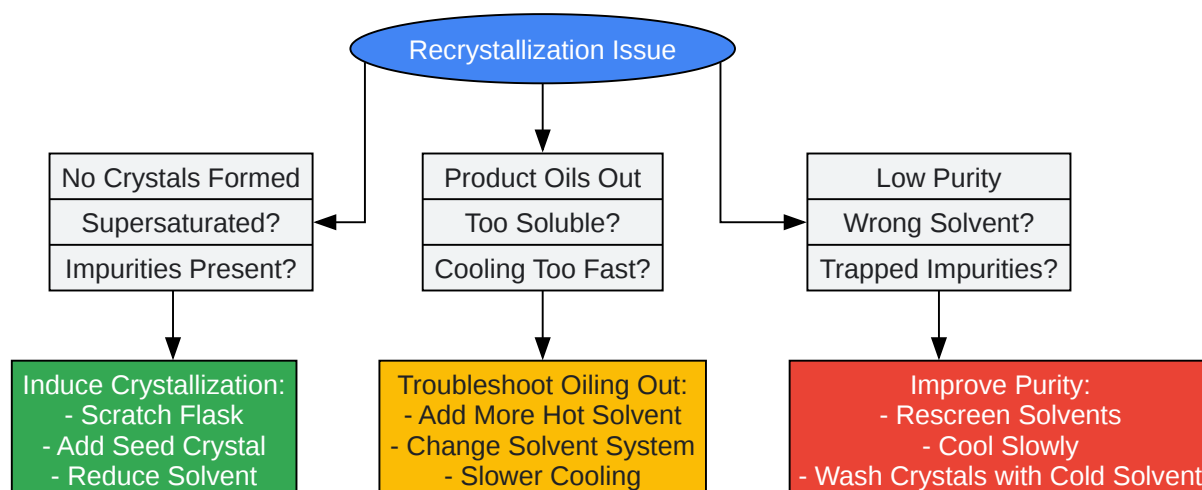 Recrystallization Issue
No Crystals Formed
Supersaturated?
Impurities Present?
Product Oils Out
Too Soluble?
Cooling Too Fast?
Low Purity
Wrong Solvent?
Trapped Impurities?
Induce Crystallization:
- Scratch Flask
- Add Seed Crystal
- Reduce Solvent
Troubleshoot Oiling Out:
- Add More Hot Solvent
- Change Solvent System
- Slower Cooling
Improve Purity:
- Rescreen Solvents
- Cool Slowly
- Wash Crystals with Cold Solvent